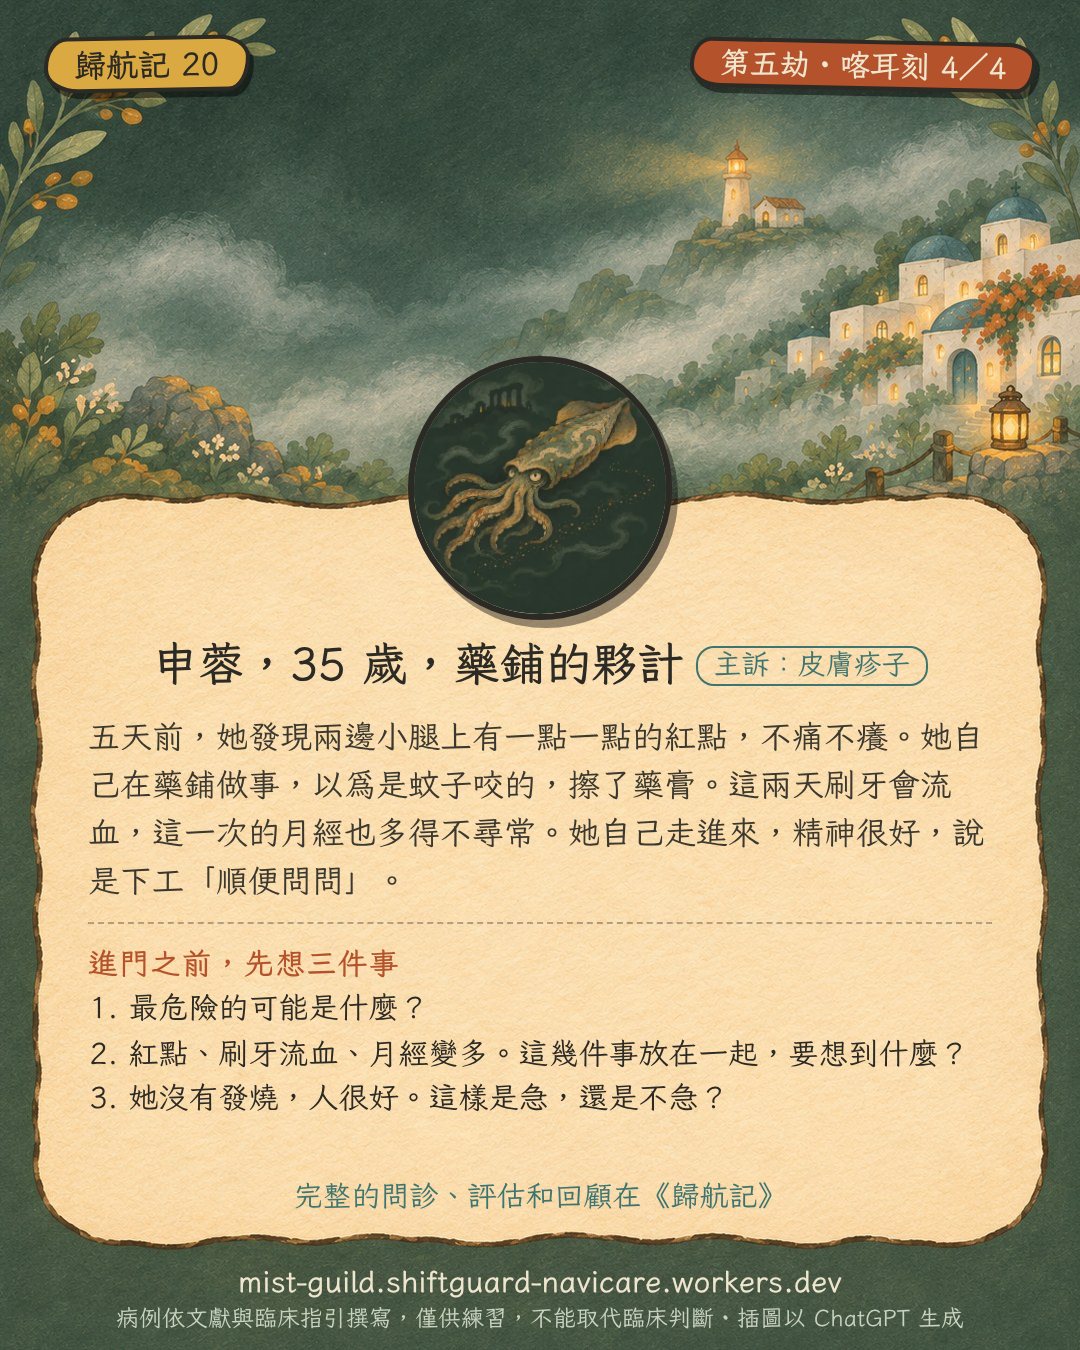 歸航記 20
第五劫・喀耳刻 4／4
申蓉，35 歲，藥鋪的夥計
主訴：皮膚疹子
五天前，她發現兩邊小腿上有一點一點的紅點，不痛不癢。她自
己在藥鋪做事，以爲是蚊子咬的，擦了藥膏。這兩天刷牙會流
血，這一次的月經也多得不尋常。她自己走進來，精神很好，說
是下工「順便問問」。
進門之前，先想三件事
1. 最危險的可能是什麼？
2. 紅點、刷牙流血、月經變多。這幾件事放在一起，要想到什麼？
3. 她沒有發燒，人很好。這樣是急，還是不急？
完整的問診、評估和回顧在《歸航記》
mist-guild.shiftguard-navicare.workers.dev
病例依文獻與臨床指引撰寫，僅供練習，不能取代臨床判斷・插圖以 ChatGPT 生成